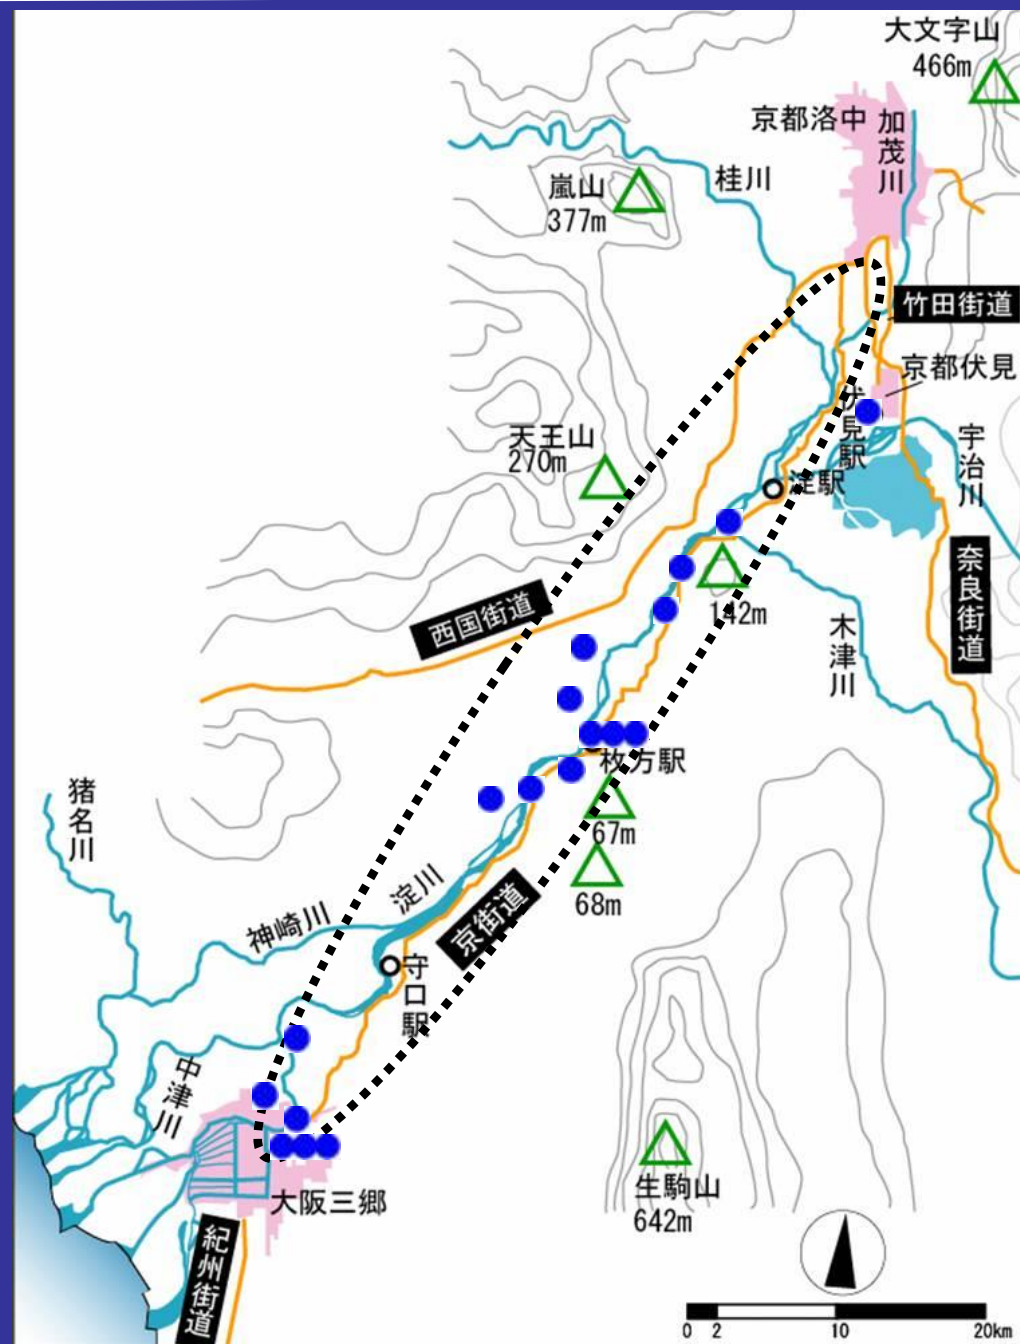 大文字山
466m
京都洛中
加茂川
桂川
嵐山
377m
竹田街道
京都伏見
伏見駅
宇治川
天王山
270m
淀駅
奈良街道
142m
西国街道
木津川
枚方駅
猪名川
67m
68m
淀川
神崎川
京街道
守口駅
中津川
生駒山
642m
大阪三郷
紀州街道
0 2 10 20km